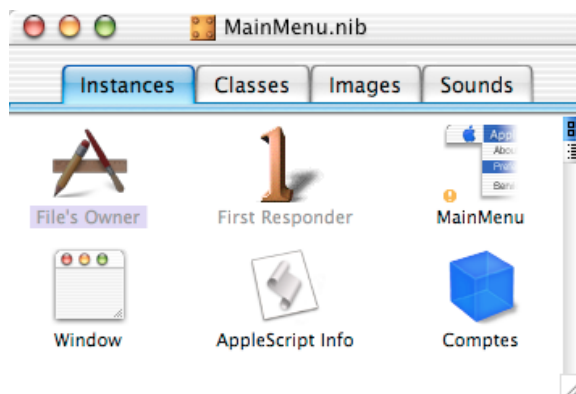 MainMenu.nib
Instances Classes Images Sounds
File's Owner First Responder MainMenu
Window AppleScript Info Comptes